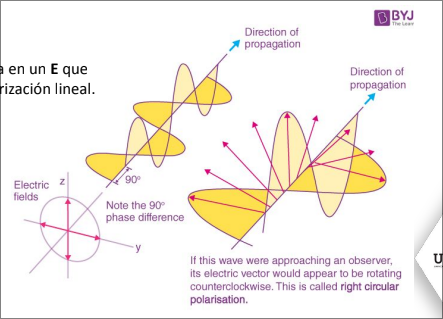 BYJ
The Learn
Direction of
propagation
a en un E que
rización lineal.
Direction of
propagation
90°
Electric
fields
z
Note the 90°
phase difference
y
If this wave were approaching an observer,
its electric vector would appear to be rotating
counterclockwise. This is called right circular
polarisation.
U